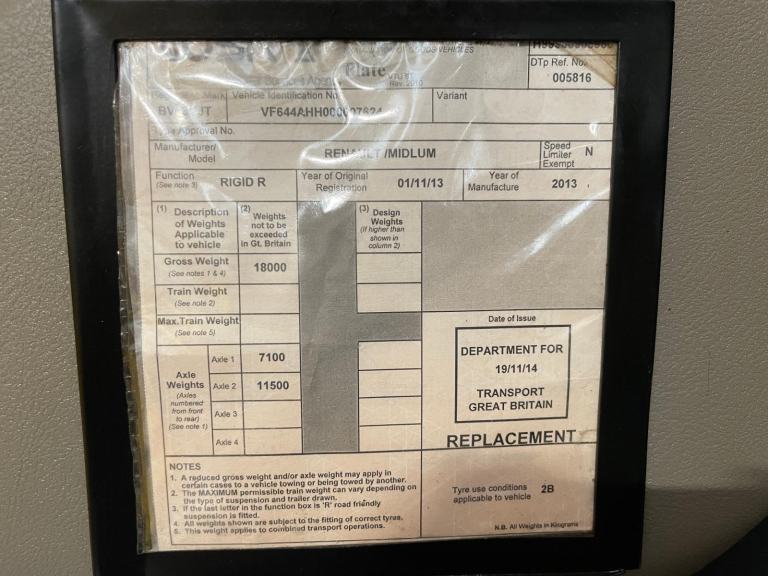 GOODS VEHICLES
Plate
VTG 6T
Rev. 2010
DTp Ref. No.
005816
Mark
Vehicle Identification No.
Variant
Approval No.
Manufacturer/
Model
RENAULT /MIDLUM
Speed
Limiter
Exempt
N
Function
(See note 3)
RIGID R
Year of Original
Registration
01/11/13
Year of
Manufacture
2013
(1) Description
of Weights
Applicable
to vehicle
(2) Weights
not to be
exceeded
in Gt. Britain
(3) Design
Weights
(if higher than
shown in
column 2)
Gross Weight
(See notes 1 & 4)
18000
Train Weight
(See note 2)
Max.Train Weight
(See note 5)
Axle
Weights
(Axles
numbered
from front
to rear)
(See note 1)
Axle 1
7100
Axle 2
11500
Axle 3
Axle 4
Date of Issue
DEPARTMENT FOR
19/11/14
TRANSPORT
GREAT BRITAIN
REPLACEMENT
Tyre use conditions
applicable to vehicle
2B
N.B. All Weights in Kilograms
NOTES
1. A reduced gross weight and/or axle weight may apply in
certain cases to a vehicle towing or being towed by another.
2. The MAXIMUM permissible train weight can vary depending on
the type of suspension and trailer drawn.
3. If the last letter in the function box is 'R' road friendly
suspension is fitted.
4. All weights shown are subject to the fitting of correct tyres.
5. This weight applies to combined transport operations.